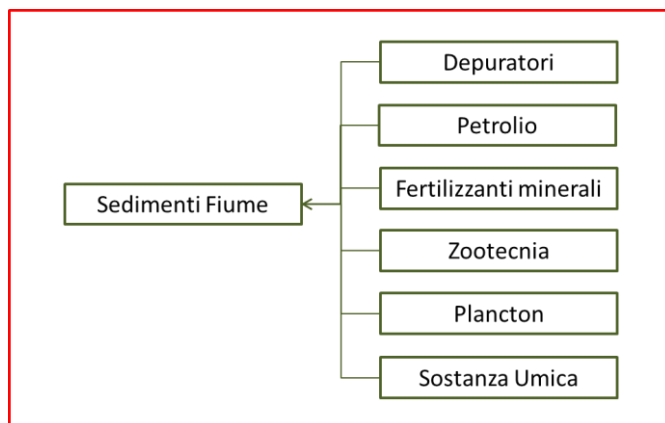 Depuratori
Petrolio
Fertilizzanti minerali
Sedimenti Fiume
Zootecnia
Plancton
Sostanza Umica